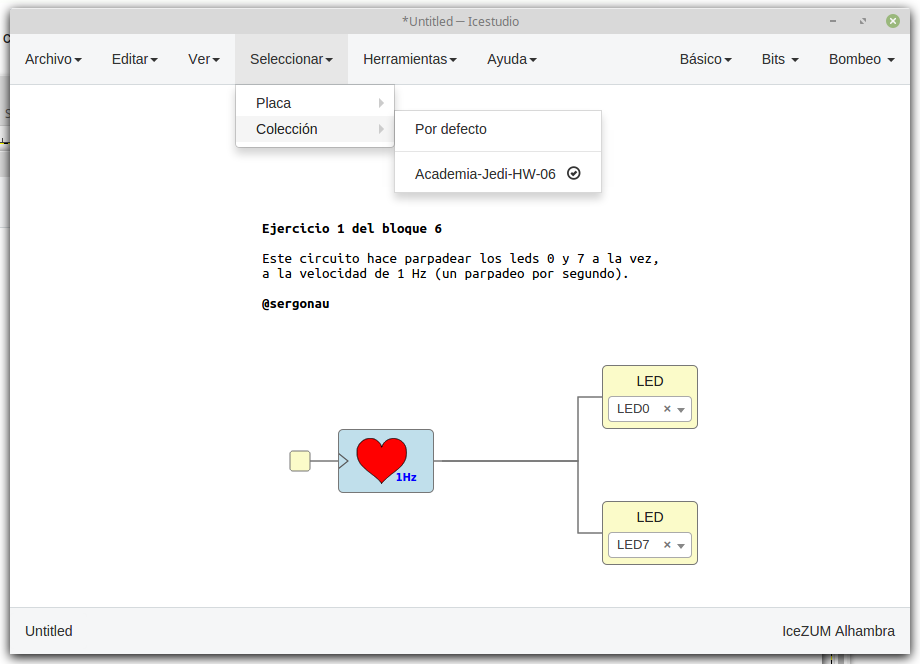 *Untitled — Icestudio
Archivo Editar Ver Seleccionar Herramientas Ayuda Básico Bits Bombeo
Placa
Colección
Por defecto
Academia-Jedi-HW-06
Ejercicio 1 del bloque 6
Este circuito hace parpadear los leds 0 y 7 a la vez,
a la velocidad de 1 Hz (un parpadeo por segundo).
@sergonau
LED
LED0
1Hz
LED
LED7
Untitled IceZUM Alhambra